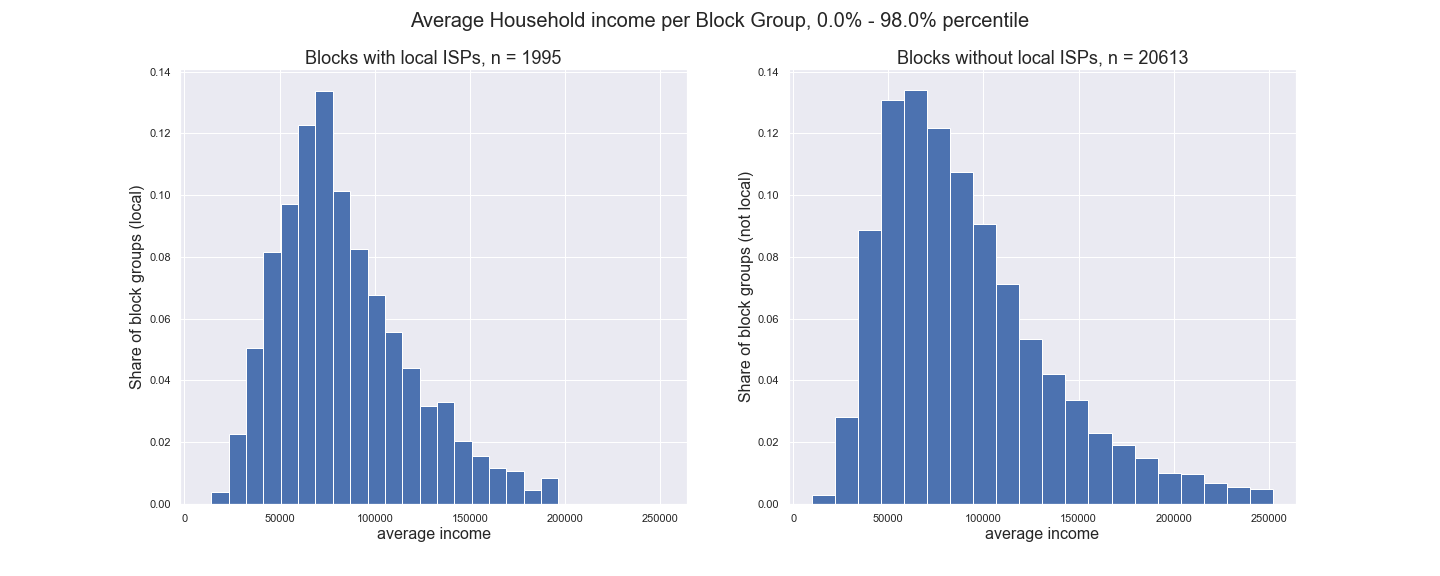 Average Household income per Block Group, 0.0% - 98.0% percentile
Blocks with local ISPs, n = 1995
Share of block groups (local)
0.14
0.12
0.10
0.08
0.06
0.04
0.02
0.00
0 50000 100000 150000 200000 250000
average income
Blocks without local ISPs, n = 20613
Share of block groups (not local)
0.14
0.12
0.10
0.08
0.06
0.04
0.02
0.00
0 50000 100000 150000 200000 250000
average income